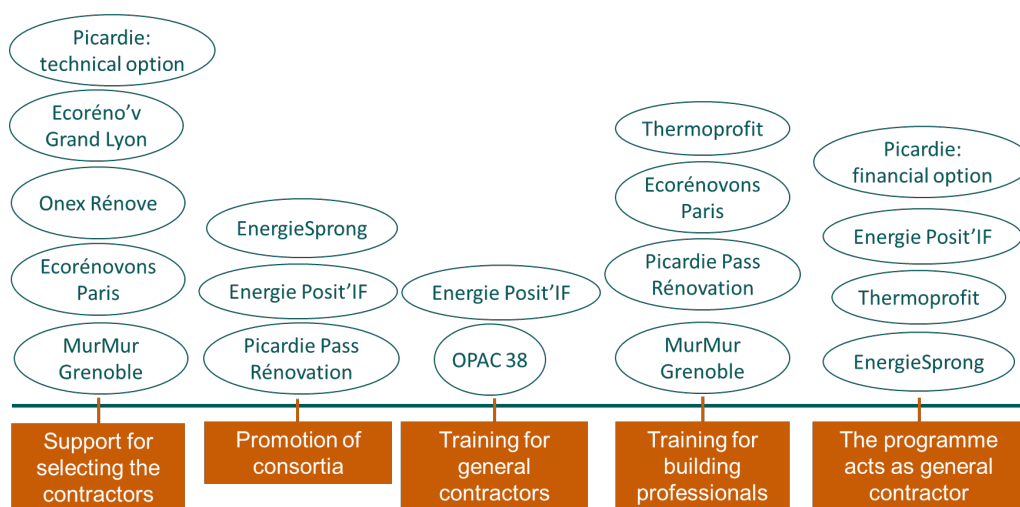 Picardie:
technical option
Ecoréno'v
Grand Lyon
Onex Rénove
Ecorénovons
Paris
MurMur
Grenoble
EnergieSprong
Energie Posit'IF
Picardie Pass
Rénovation
Energie Posit'IF
OPAC 38
Thermoprofit
Ecorénovons
Paris
Picardie Pass
Rénovation
MurMur
Grenoble
Picardie:
financial option
Energie Posit'IF
Thermoprofit
EnergieSprong
Support for
selecting the
contractors
Promotion of
consortia
Training for
general
contractors
Training for
building
professionals
The programme
acts as general
contractor